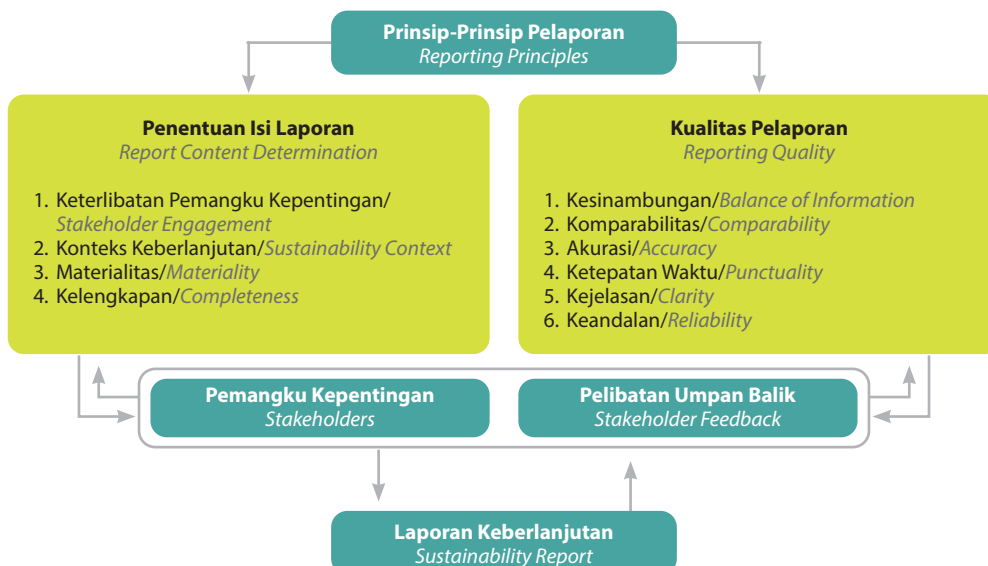 Prinsip-Prinsip Pelaporan
Reporting Principles
Penentuan Isi Laporan
Report Content Determination
1. Keterlibatan Pemangku Kepentingan/
Stakeholder Engagement
2. Konteks Keberlanjutan/Sustainability Context
3. Materialitas/Materiality
4. Kelengkapan/Completeness
Kualitas Pelaporan
Reporting Quality
1. Kesinambungan/Balance of Information
2. Komparabilitas/Comparability
3. Akurasi/Accuracy
4. Ketepatan Waktu/Punctuality
5. Kejelasan/Clarity
6. Keandalan/Reliability
Pemangku Kepentingan
Stakeholders
Pelibatan Umpan Balik
Stakeholder Feedback
Laporan Keberlanjutan
Sustainability Report